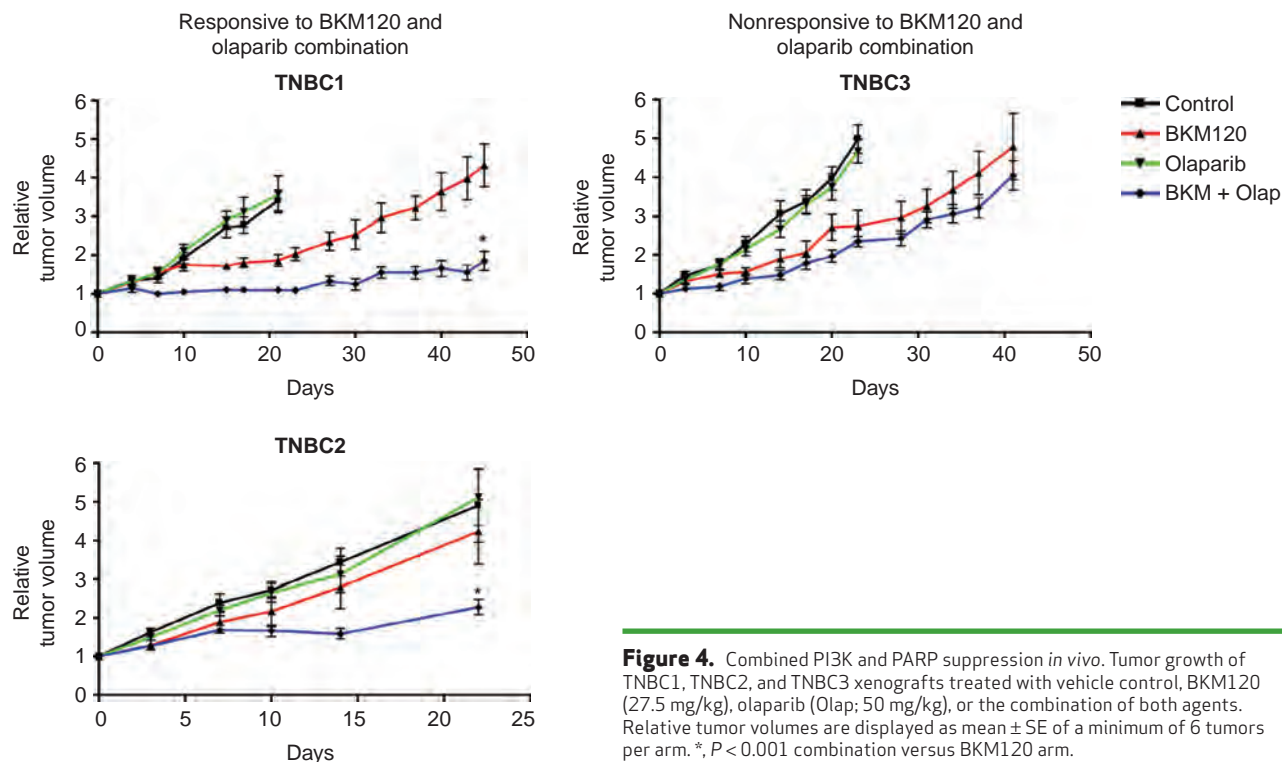 Responsive to BKM120 and
olaparib combination
TNBC1
6
5
4
3
2
1
0
Relative
tumor volume
*
0 10 20 30 40 50
Days
Nonresponsive to BKM120 and
olaparib combination
TNBC3
6
5
4
3
2
1
0
Relative
tumor volume
0 10 20 30 40 50
Days
Control
BKM120
Olaparib
BKM + Olap
TNBC2
6
5
4
3
2
1
0
Relative
tumor volume
*
0 5 10 15 20 25
Days
Figure 4. Combined PI3K and PARP suppression in vivo. Tumor growth of
TNBC1, TNBC2, and TNBC3 xenografts treated with vehicle control, BKM120
(27.5 mg/kg), olaparib (Olap; 50 mg/kg), or the combination of both agents.
Relative tumor volumes are displayed as mean ± SE of a minimum of 6 tumors
per arm. *, P < 0.001 combination versus BKM120 arm.